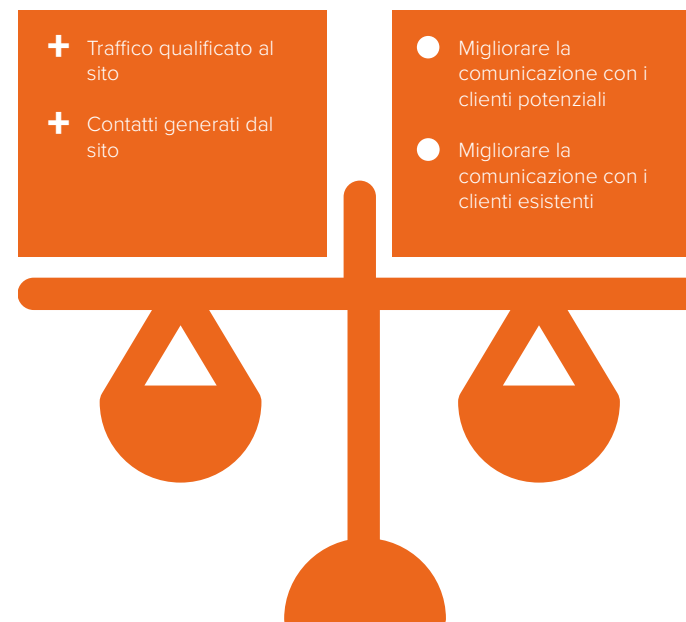 Traffico qualificato al
sito
Contatti generati dal
sito
Migliorare la
comunicazione con i
clienti potenziali
Migliorare la
comunicazione con i
clienti esistenti